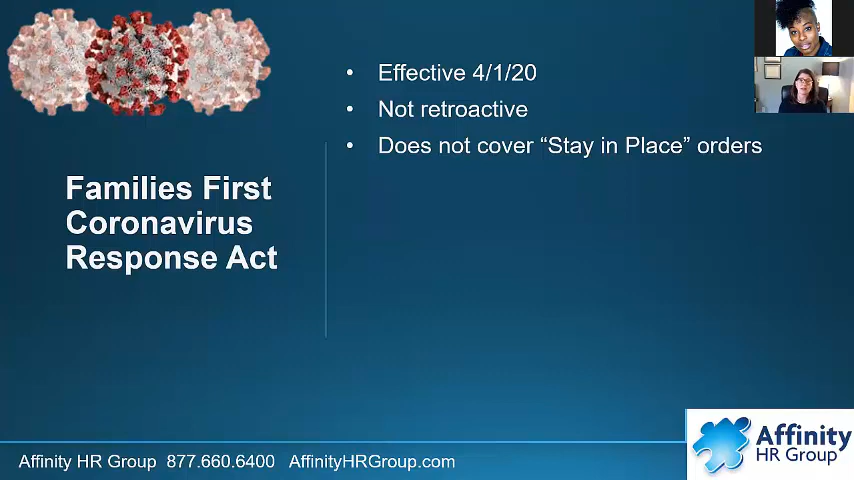 • Effective 4/1/20
• Not retroactive
• Does not cover “Stay in Place” orders
Families First
Coronavirus
Response Act
Affinity HR Group 877.660.6400 AffinityHRGroup.com
Affinity
HR Group